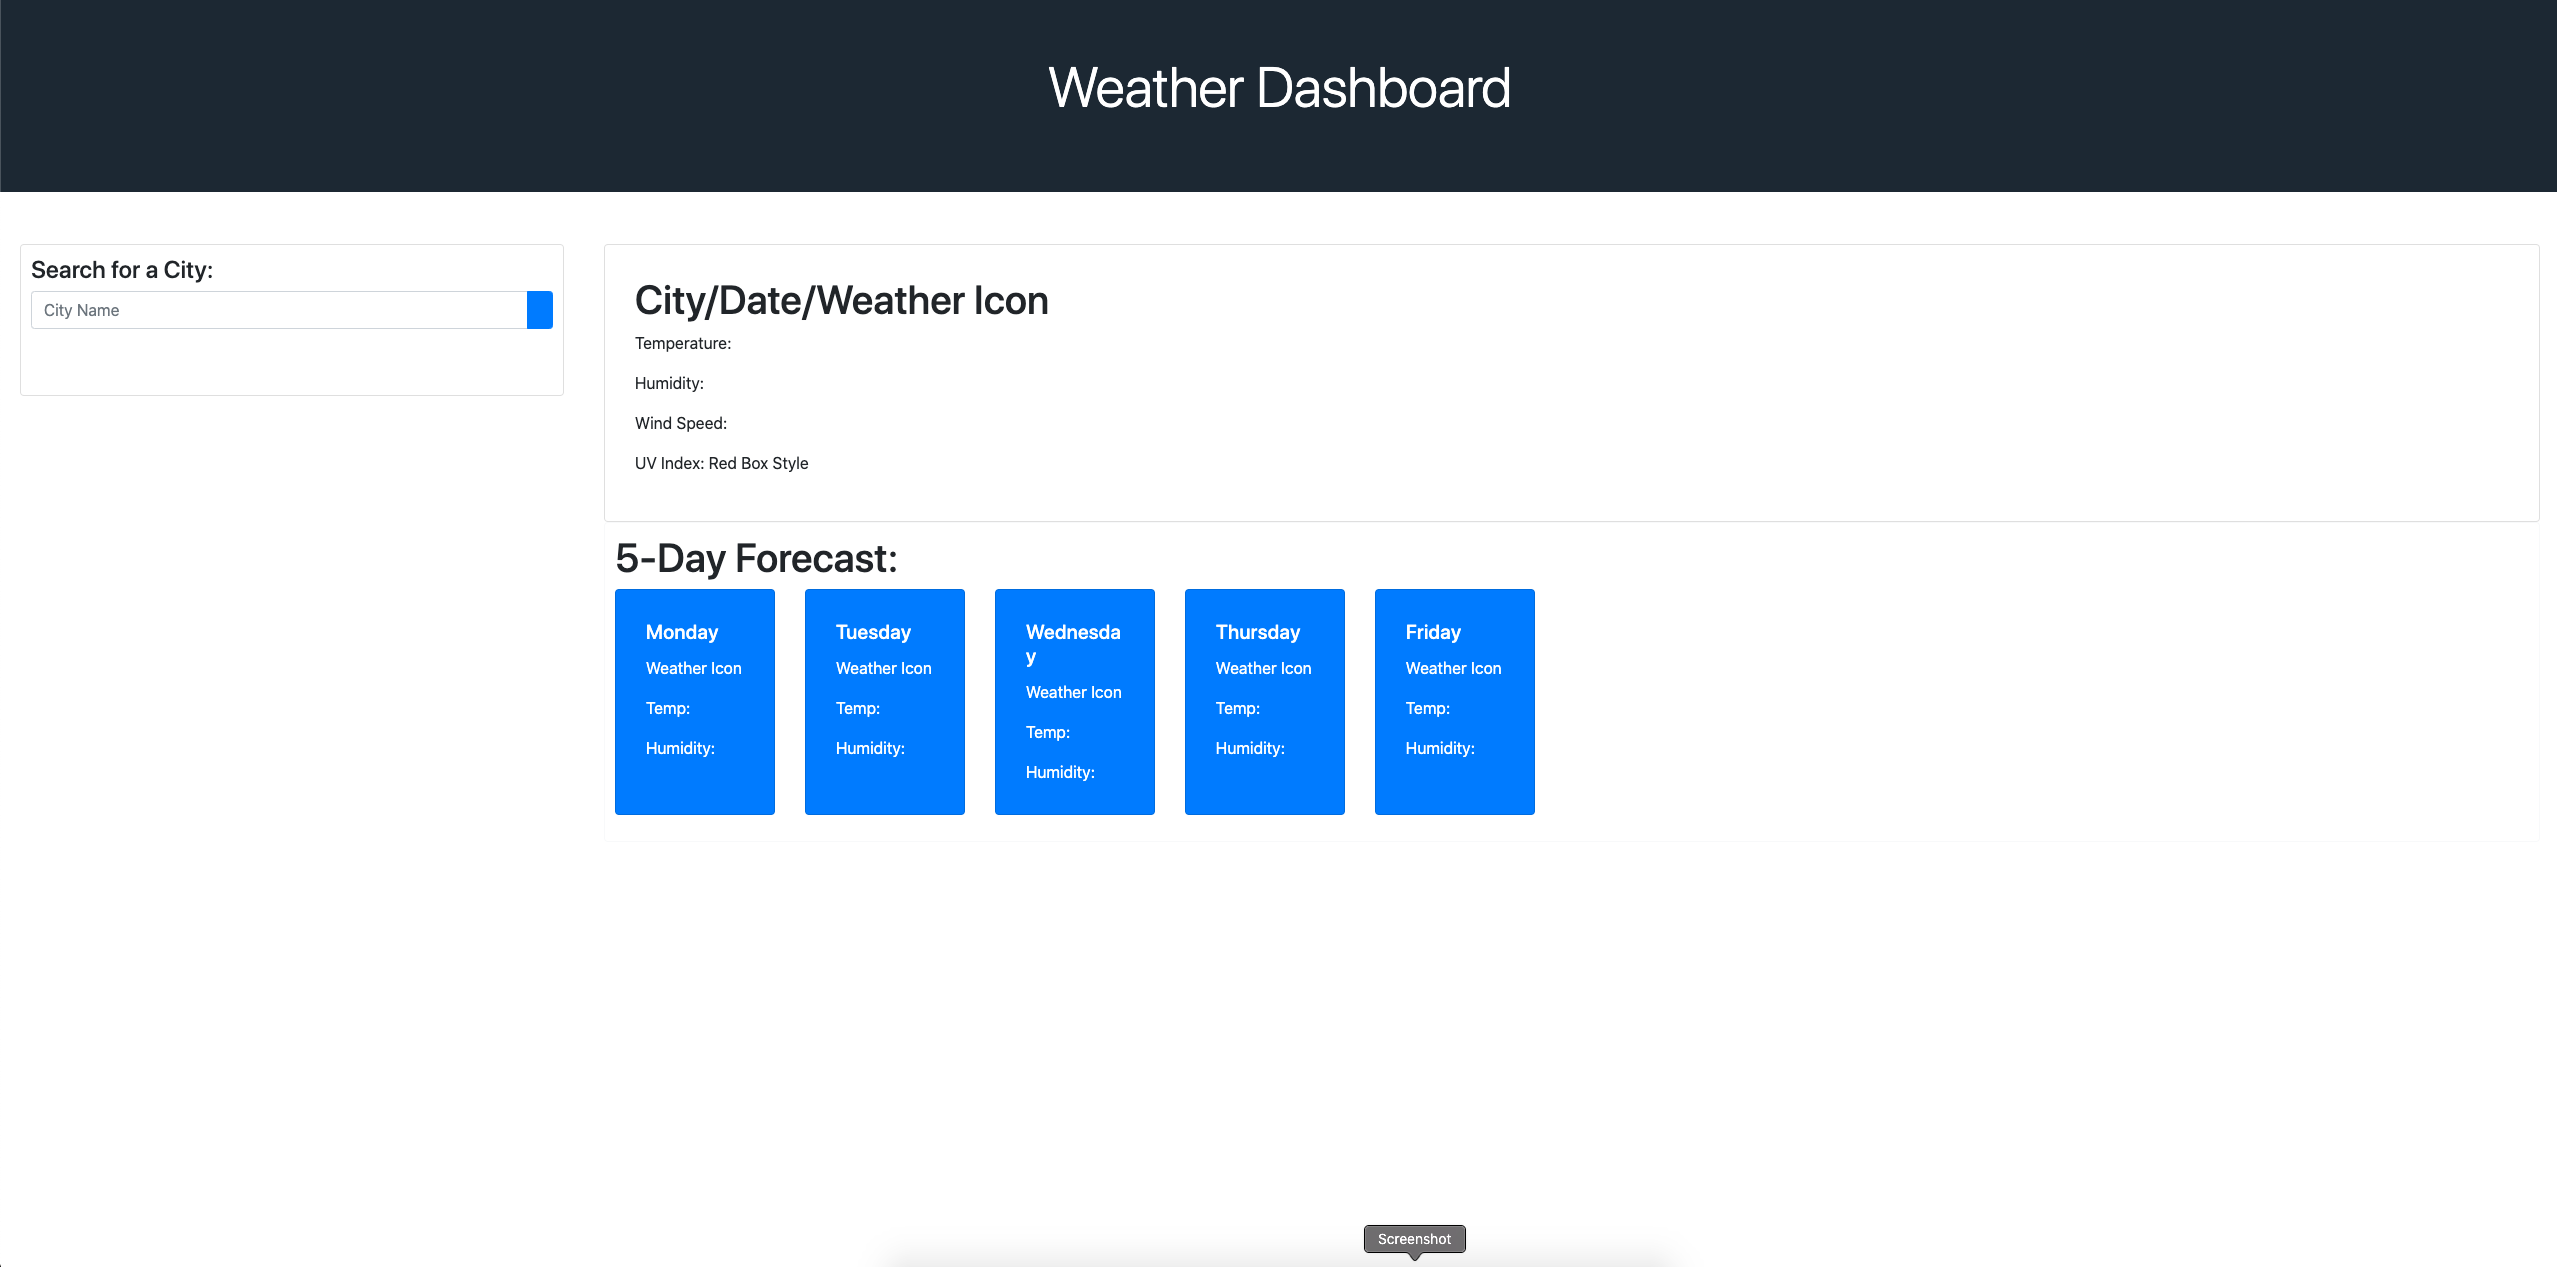 Weather Dashboard
Search for a City:
City Name
City/Date/Weather Icon
Temperature:
Humidity:
Wind Speed:
UV Index: Red Box Style
5-Day Forecast:
Monday
Weather Icon
Temp:
Humidity:
Tuesday
Weather Icon
Temp:
Humidity:
Wednesda
y
Weather Icon
Temp:
Humidity:
Thursday
Weather Icon
Temp:
Humidity:
Friday
Weather Icon
Temp:
Humidity:
Screenshot